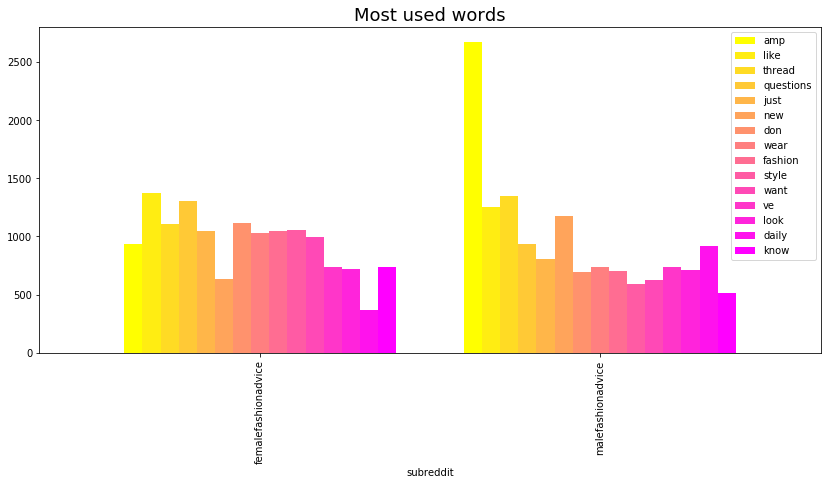 Most used words
2500
2000
1500
1000
500
0
amp
like
thread
questions
just
new
don
wear
fashion
style
want
ve
look
daily
know
femalefashionadvice
malefashionadvice
subreddit